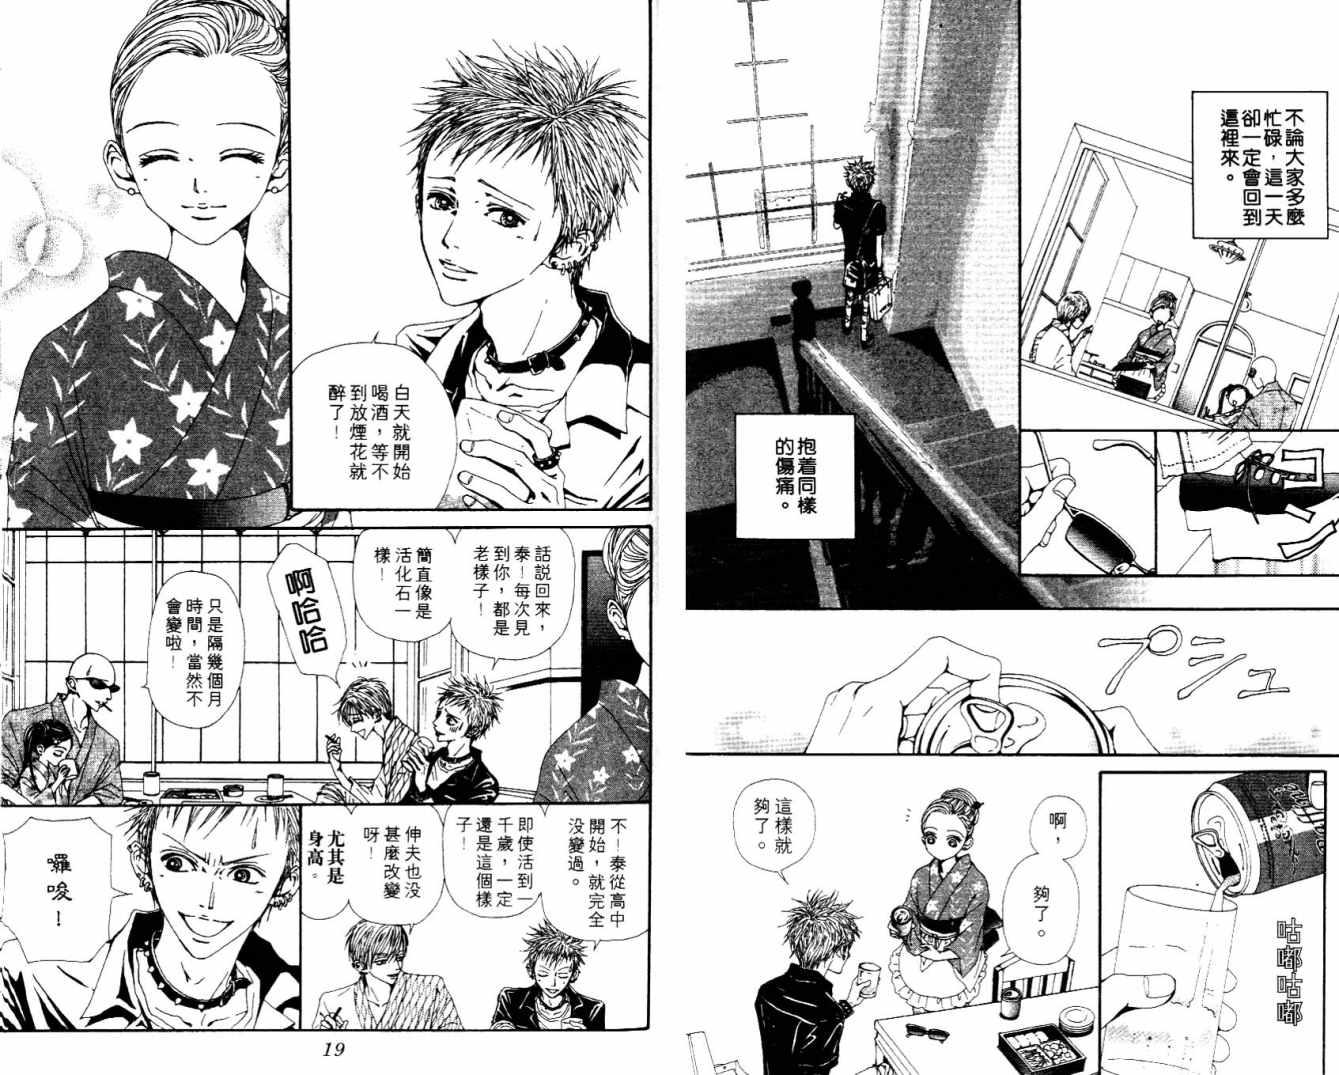 不論大家多麼
忙碌，這一天
卻一定會回到
這裡來。
抱着同樣
的傷痛。
プシュ
咕嘟咕嘟
啊，
夠了。
這樣就
夠了。
白天就開始
喝酒，等不
到放煙花就
醉了！
話說回來，
泰！每次見
到你，都是
老樣子！
簡直像是
活化石一
樣！
啊哈哈
只是隔幾個月
時間，當然不
會變啦！
不！泰從高中
開始，就完全
没變過。
即使活到一
千歲，一定
還是這個樣
子！
伸夫也没
甚麼改變
呀！
尤其是
身高。
囉唆！
19